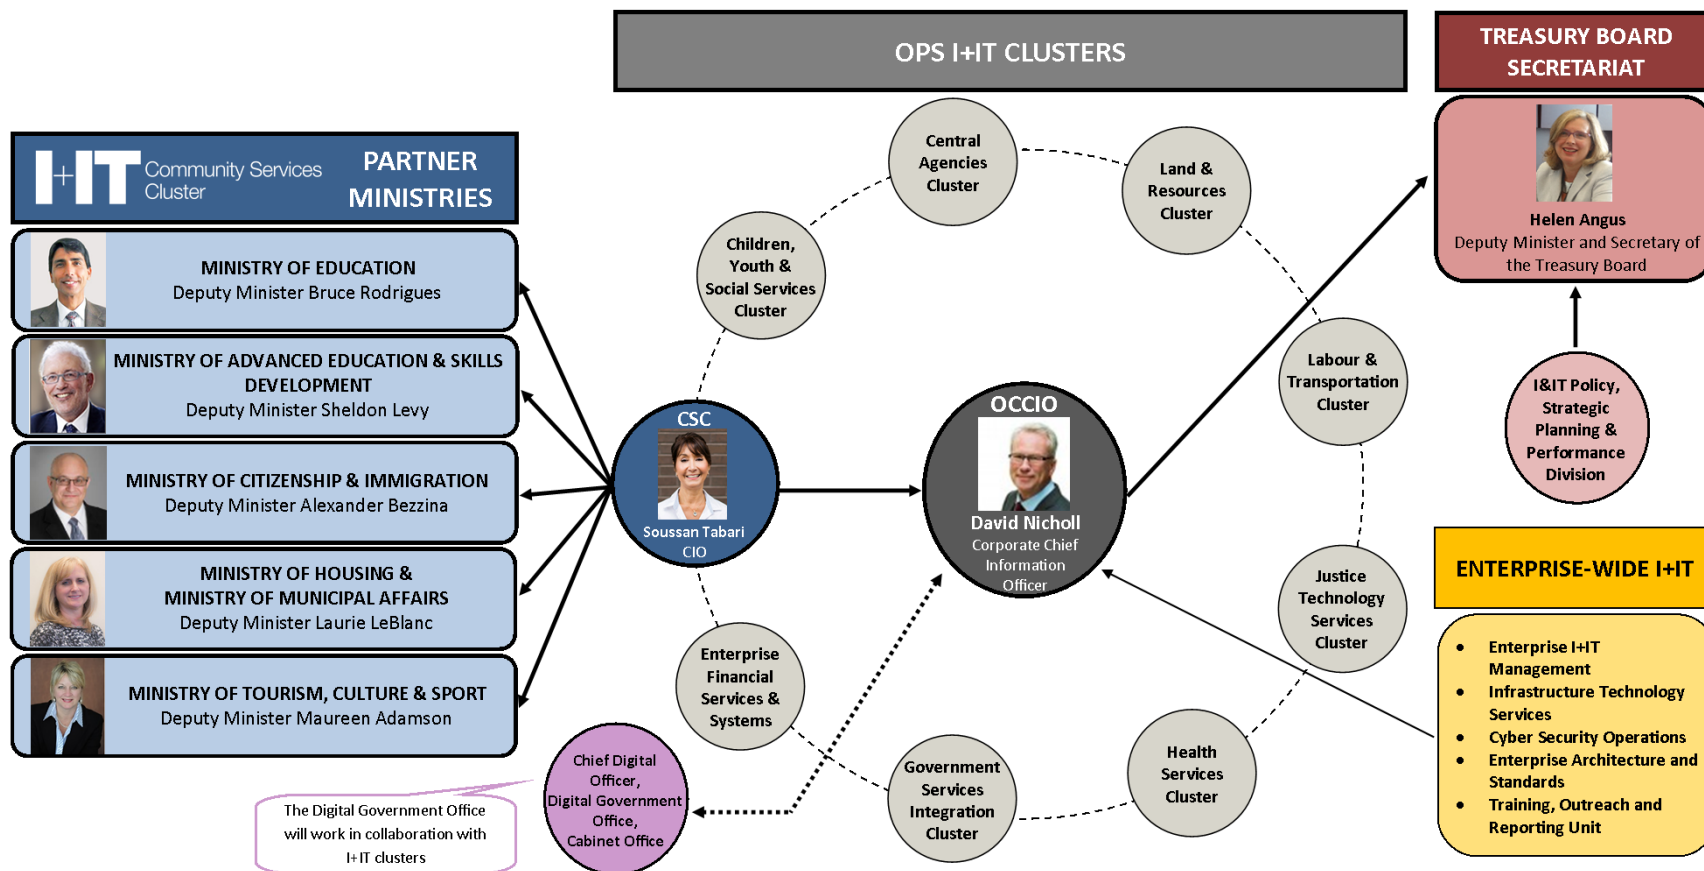 OPS I+IT CLUSTERS
TREASURY BOARD
SECRETARIAT
Helen Angus
Deputy Minister and Secretary of
the Treasury Board
I&IT Policy,
Strategic
Planning &
Performance
Division
I+IT Community Services
Cluster
PARTNER
MINISTRIES
MINISTRY OF EDUCATION
Deputy Minister Bruce Rodrigues
MINISTRY OF ADVANCED EDUCATION & SKILLS
DEVELOPMENT
Deputy Minister Sheldon Levy
MINISTRY OF CITIZENSHIP & IMMIGRATION
Deputy Minister Alexander Bezzina
MINISTRY OF HOUSING &
MINISTRY OF MUNICIPAL AFFAIRS
Deputy Minister Laurie LeBlanc
MINISTRY OF TOURISM, CULTURE & SPORT
Deputy Minister Maureen Adamson
Central
Agencies
Cluster
Land &
Resources
Cluster
Children,
Youth &
Social Services
Cluster
Labour &
Transportation
Cluster
CSC
Soussan Tabari
CIO
OCCIO
David Nicholl
Corporate Chief
Information
Officer
Justice
Technology
Services
Cluster
Enterprise
Financial
Services &
Systems
Government
Services
Integration
Cluster
Health
Services
Cluster
Chief Digital
Officer,
Digital Government
Office,
Cabinet Office
The Digital Government Office
will work in collaboration with
I+IT clusters
ENTERPRISE-WIDE I+IT
• Enterprise I+IT
Management
• Infrastructure Technology
Services
• Cyber Security Operations
• Enterprise Architecture and
Standards
• Training, Outreach and
Reporting Unit